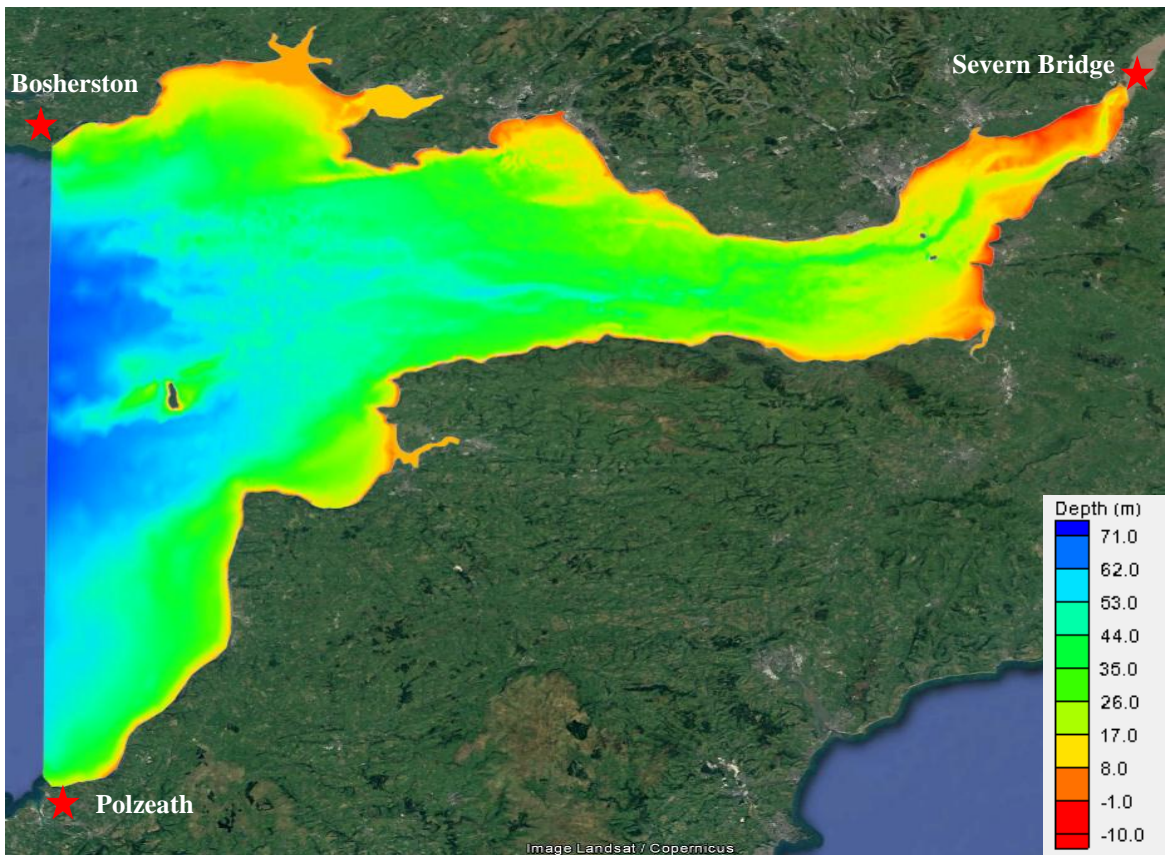 Bosherston
Severn Bridge
Depth (m)
71.0
62.0
53.0
44.0
35.0
26.0
17.0
8.0
-1.0
-10.0
Polzeath
Image Landsat / Copernicus